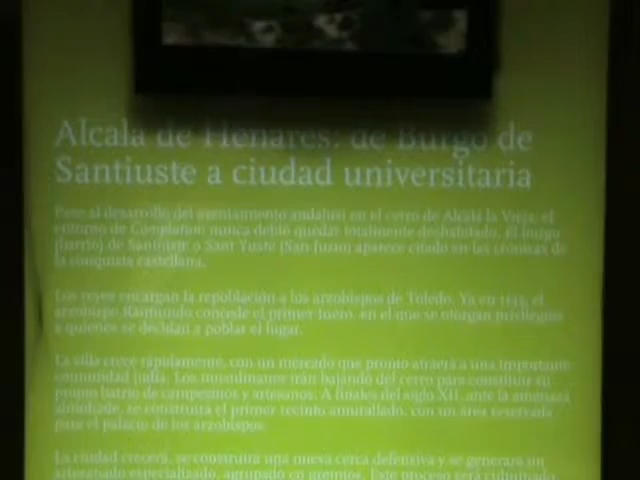 Alcalá de Henares: de Burgo de
Santiuste a ciudad universitaria
Pese al desarrollo del asentamiento andalusí en el cerro de Alcalá la Vieja, el
entorno de Complutum nunca debió quedar totalmente deshabitado. El burgo
(barrio) de Santiuste o Sant Yuste (San Justo) aparece citado en las crónicas de
la conquista castellana.
Los reyes encargan la repoblación a los arzobispos de Toledo. Ya en el
arzobispo Raimundo concede el primer fuero, en el que se otorgan privilegios
a quienes se decidan a poblar el lugar.
La villa crece rápidamente, con un mercado que pronto atraerá a una importante
comunidad judía. Los musulmanes irán bajando del cerro para constituir su
propio barrio de campesinos y artesanos. A finales del siglo XII, ante la amenaza
almohade, se construirá el primer recinto amurallado, con un área reservada
para el palacio de los arzobispos.
La ciudad crecerá, se construirá una nueva cerca defensiva y se generará un
artesanado especializado, agrupado en gremios. Este proceso será culminado